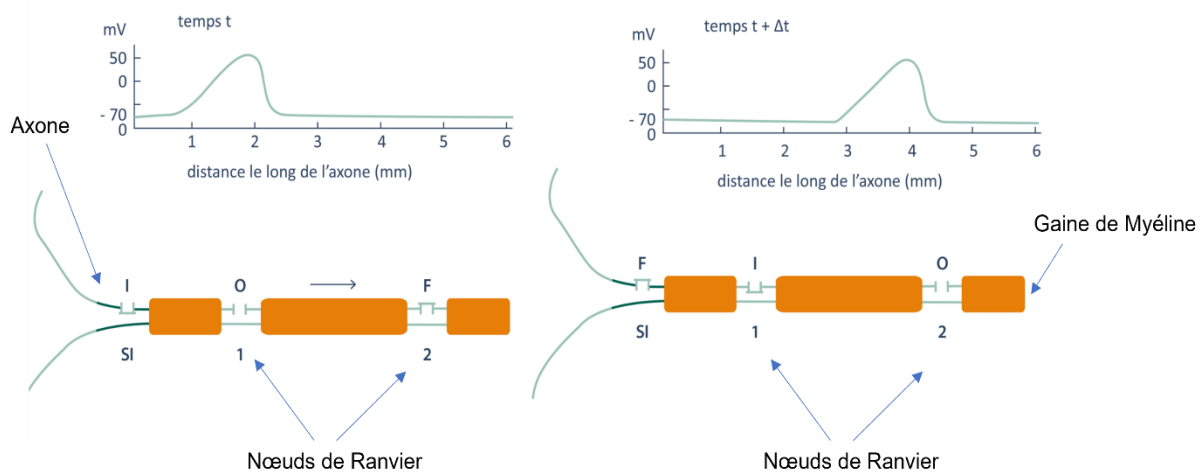 temps t
mV
50
0
- 70
0
1 2 3 4 5 6
distance le long de l’axone (mm)
Axone
I O F
SI 1 2
Nœuds de Ranvier
temps t + Δt
mV
50
0
- 70
0
1 2 3 4 5 6
distance le long de l’axone (mm)
Gaine de Myéline
F I O
SI 1 2
Nœuds de Ranvier